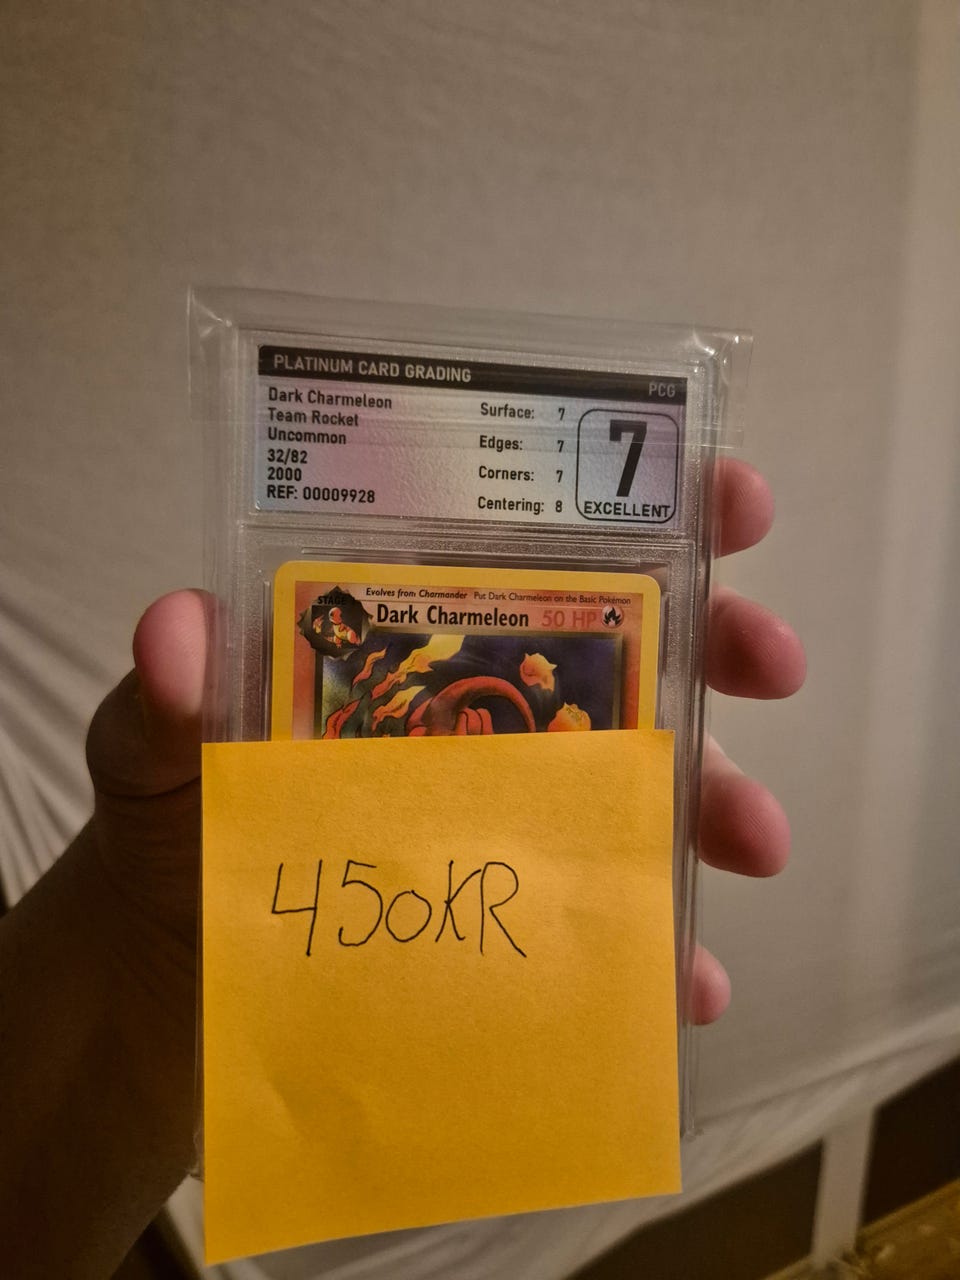 PLATINUM CARD GRADING
PCG
Dark Charmeleon
Team Rocket
Uncommon
32/82
2000
REF: 00009928
Surface: 7
Edges: 7
Corners: 7
Centering: 8
7
EXCELLENT
STAGE 1
Evolves from Charmander Put Dark Charmeleon on the Basic Pokémon
Dark Charmeleon 50 HP
450KR